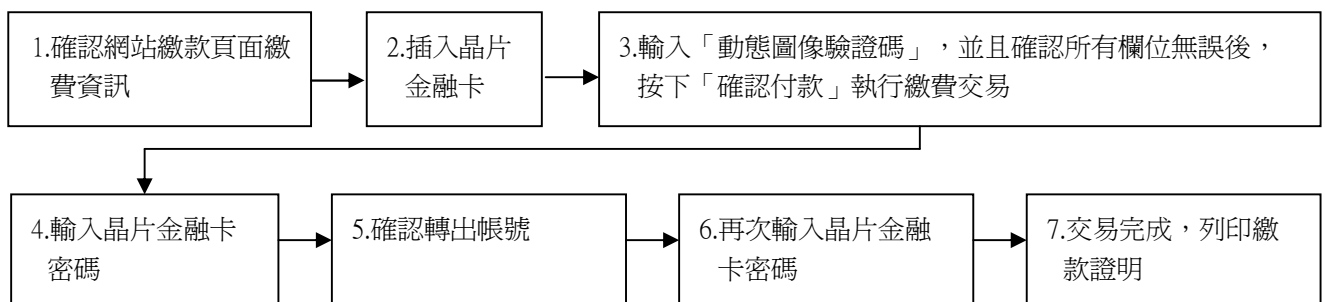 1.確認網站繳款頁面繳
費資訊
2.插入晶片
金融卡
3.輸入「動態圖像驗證碼」，並且確認所有欄位無誤後，
按下「確認付款」執行繳費交易
4.輸入晶片金融卡
密碼
5.確認轉出帳號
6.再次輸入晶片金融
卡密碼
7.交易完成，列印繳
款證明